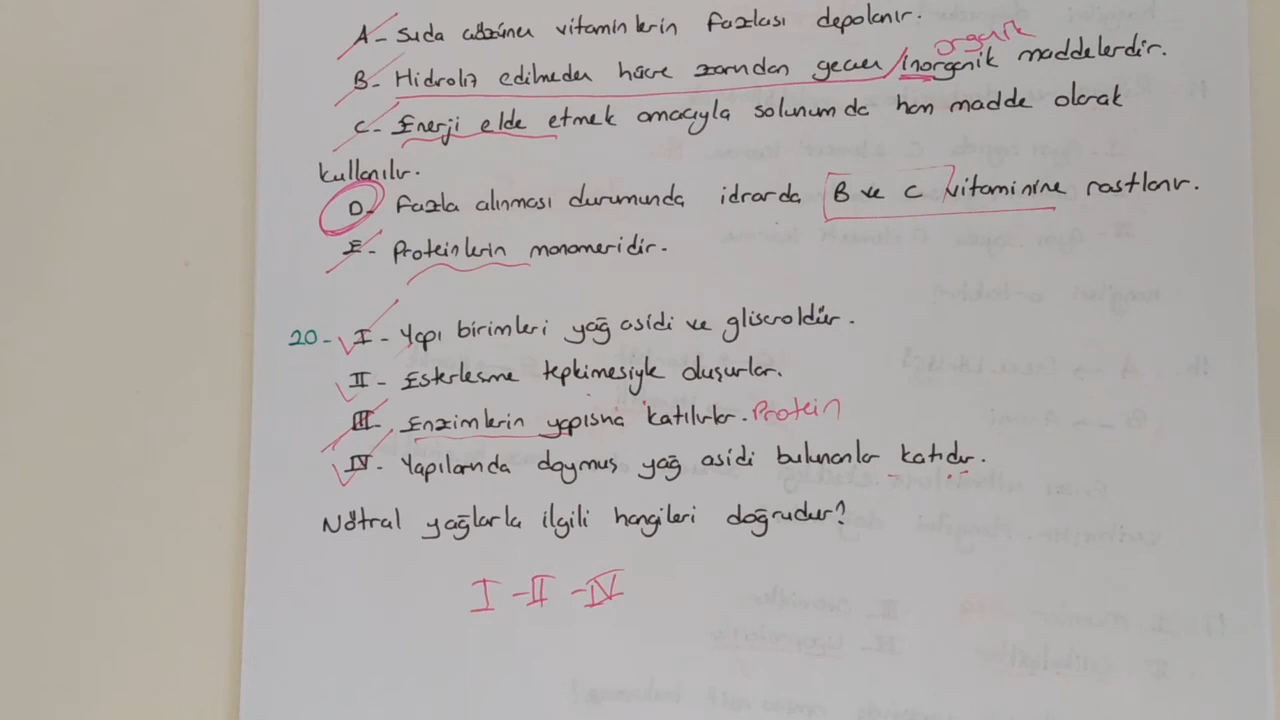 A- Suda çözünen vitaminlerin fazlası depolanır.
organik
B- Hidroliz edilmeden hücre zarından geçen inorganik maddelerdir.
C- Enerji elde etmek amacıyla solunumda ham madde olarak
kullanılır.
D- Fazla alınması durumunda idrarda B ve C vitaminine rastlanır.
E- Proteinlerin monomeridir.
20- I- Yapı birimleri yağ asidi ve gliseroldür.
II- Esterleşme tepkimesiyle oluşurlar.
III- Enzimlerin yapısına katılırlar. Protein
IV- Yapılarında doymuş yağ asidi bulunanlar katıdır.
Nötral yağlarla ilgili hangileri doğrudur?
I-II-IV